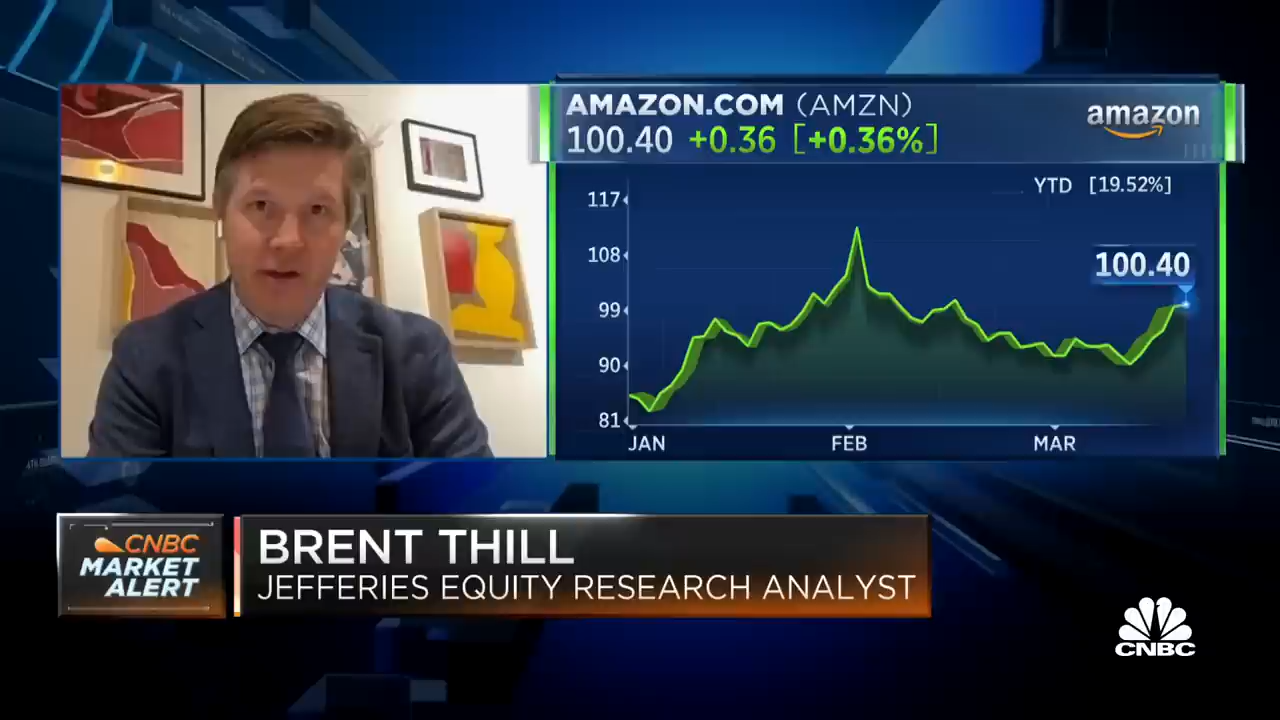 AMAZON.COM (AMZN)
100.40 +0.36 [+0.36%]
amazon
YTD [19.52%]
117
108
99
90
81
100.40
JAN FEB MAR
CNBC
MARKET
ALERT
BRENT THILL
JEFFERIES EQUITY RESEARCH ANALYST
CNBC